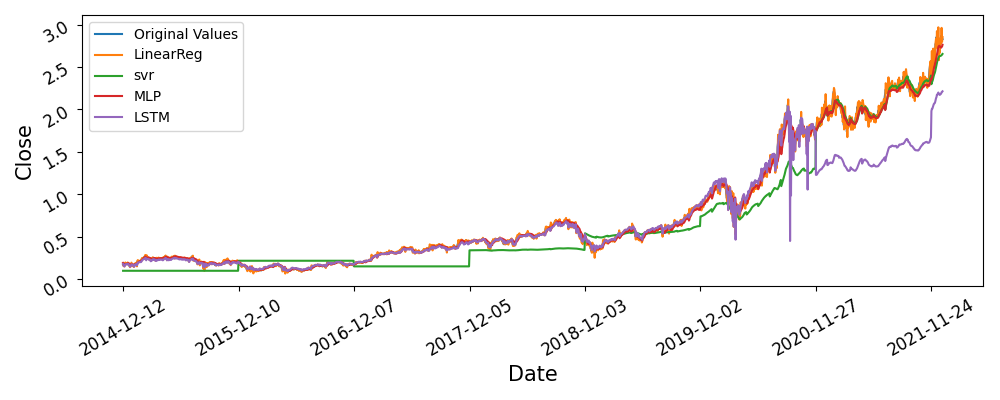 3.0
2.5
2.0
1.5
1.0
0.5
0.0
Close
Original Values
LinearReg
svr
MLP
LSTM
2014-12-12
2015-12-10
2016-12-07
2017-12-05
2018-12-03
2019-12-02
2020-11-27
2021-11-24
Date